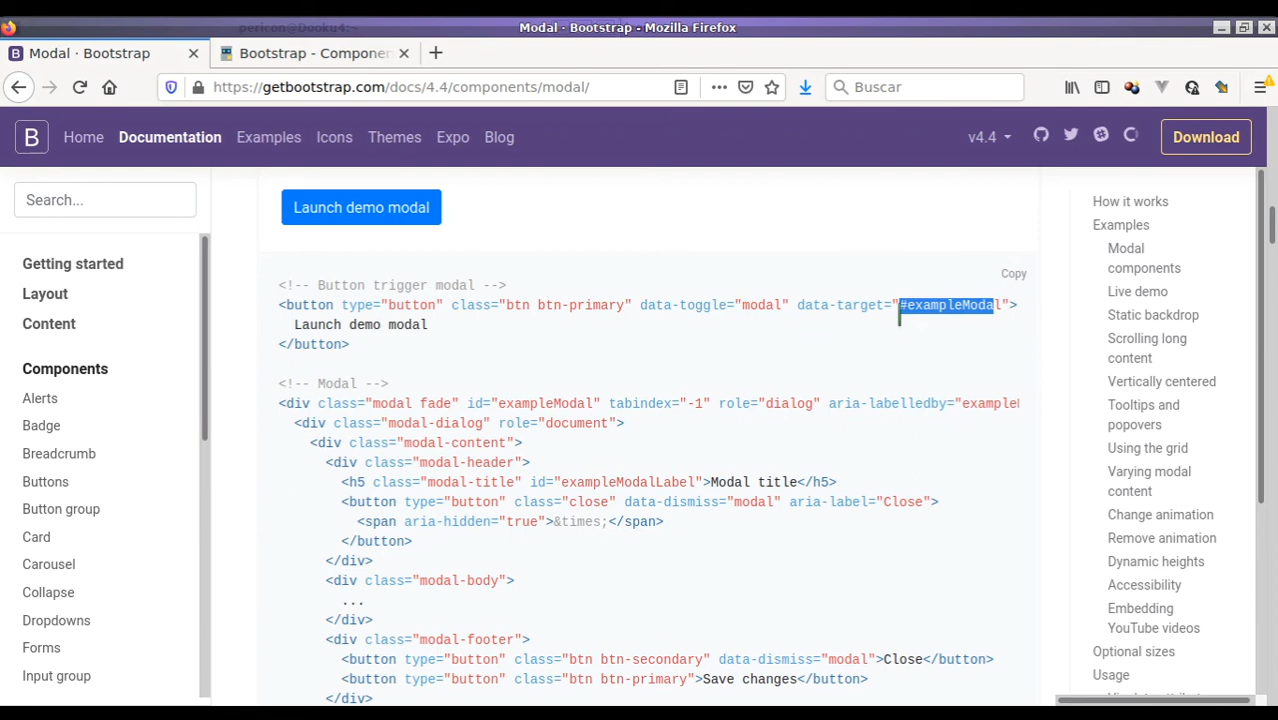 pericon@Dooku4:~
Modal · Bootstrap - Mozilla Firefox
Modal · Bootstrap
Bootstrap - Componen
https://getbootstrap.com/docs/4.4/components/modal/
Buscar
B
Home
Documentation
Examples
Icons
Themes
Expo
Blog
v4.4
Download
Search...
Getting started
Layout
Content
Components
Alerts
Badge
Breadcrumb
Buttons
Button group
Card
Carousel
Collapse
Dropdowns
Forms
Input group
Launch demo modal
Copy
<!-- Button trigger modal -->
<button type="button" class="btn btn-primary" data-toggle="modal" data-target="#exampleModal">
Launch demo modal
</button>
<!-- Modal -->
<div class="modal fade" id="exampleModal" tabindex="-1" role="dialog" aria-labelledby="example
<div class="modal-dialog" role="document">
<div class="modal-content">
<div class="modal-header">
<h5 class="modal-title" id="exampleModalLabel">Modal title</h5>
<button type="button" class="close" data-dismiss="modal" aria-label="Close">
<span aria-hidden="true">&times;</span>
</button>
</div>
<div class="modal-body">
...
</div>
<div class="modal-footer">
<button type="button" class="btn btn-secondary" data-dismiss="modal">Close</button>
<button type="button" class="btn btn-primary">Save changes</button>
</div>
How it works
Examples
Modal
components
Live demo
Static backdrop
Scrolling long
content
Vertically centered
Tooltips and
popovers
Using the grid
Varying modal
content
Change animation
Remove animation
Dynamic heights
Accessibility
Embedding
YouTube videos
Optional sizes
Usage